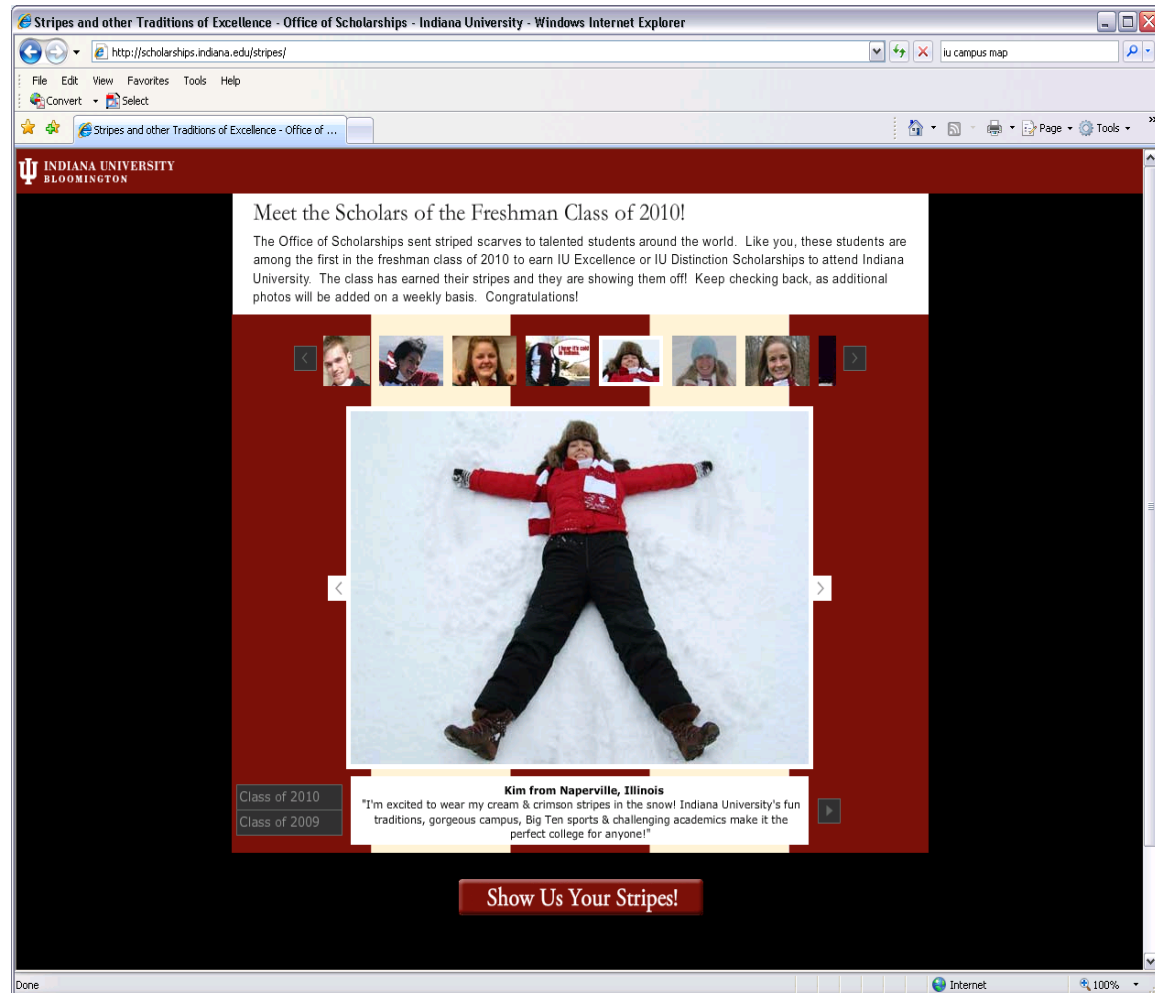 Stripes and other Traditions of Excellence - Office of Scholarships - Indiana University - Windows Internet Explorer
http://scholarships.indiana.edu/stripes/
iu campus map
File Edit View Favorites Tools Help
Convert Select
Stripes and other Traditions of Excellence - Office of ...
Page Tools
INDIANA UNIVERSITY
BLOOMINGTON
Meet the Scholars of the Freshman Class of 2010!
The Office of Scholarships sent striped scarves to talented students around the world. Like you, these students are
among the first in the freshman class of 2010 to earn IU Excellence or IU Distinction Scholarships to attend Indiana
University. The class has earned their stripes and they are showing them off! Keep checking back, as additional
photos will be added on a weekly basis. Congratulations!
I hear it's cold
in Indiana.
Class of 2010
Class of 2009
Kim from Naperville, Illinois
"I'm excited to wear my cream & crimson stripes in the snow! Indiana University's fun
traditions, gorgeous campus, Big Ten sports & challenging academics make it the
perfect college for anyone!"
Show Us Your Stripes!
Done
Internet
100%